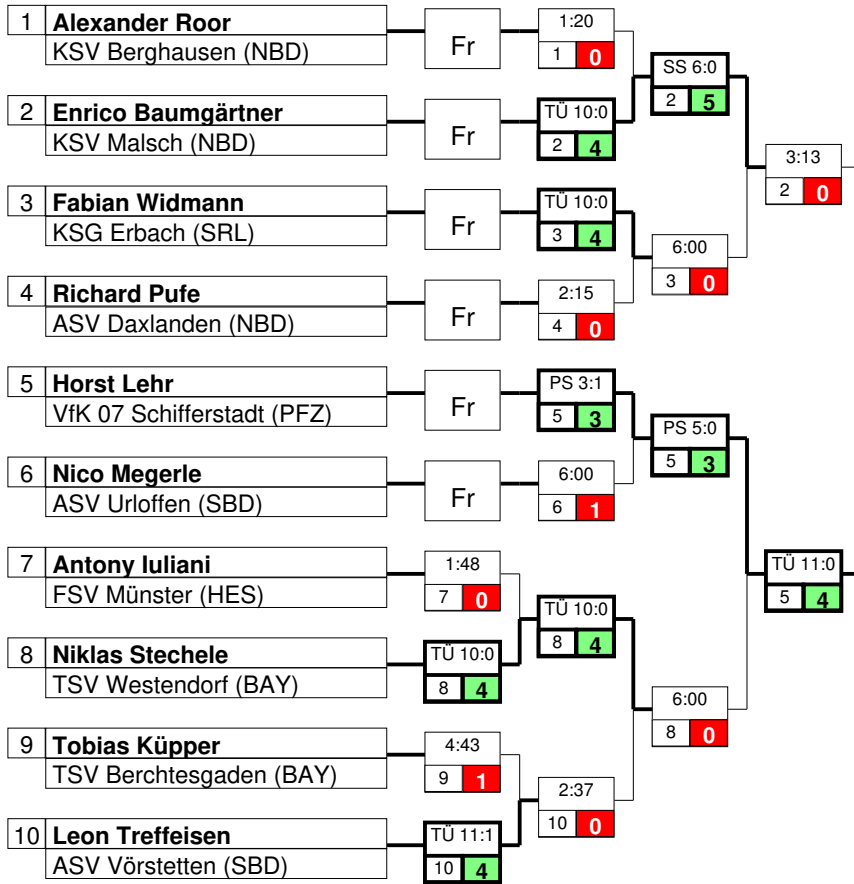 1 Alexander Roor
KSV Berghausen (NBD)
Fr
1:20
1 0
SS 6:0
2 5
2 Enrico Baumgärtner
KSV Malsch (NBD)
Fr
TÜ 10:0
2 4
3:13
2 0
3 Fabian Widmann
KSG Erbach (SRL)
Fr
TÜ 10:0
3 4
6:00
3 0
4 Richard Pufe
ASV Daxlanden (NBD)
Fr
2:15
4 0
5 Horst Lehr
VfK 07 Schifferstadt (PFZ)
Fr
PS 3:1
5 3
PS 5:0
5 3
6 Nico Megerle
ASV Urloffen (SBD)
Fr
6:00
6 1
7 Antony Iuliani
FSV Münster (HES)
1:48
7 0
TÜ 11:0
5 4
TÜ 10:0
8 4
8 Niklas Stechele
TSV Westendorf (BAY)
TÜ 10:0
8 4
6:00
8 0
9 Tobias Küpper
TSV Berchtesgaden (BAY)
4:43
9 1
2:37
10 0
10 Leon Treffeisen
ASV Vörstetten (SBD)
TÜ 11:1
10 4